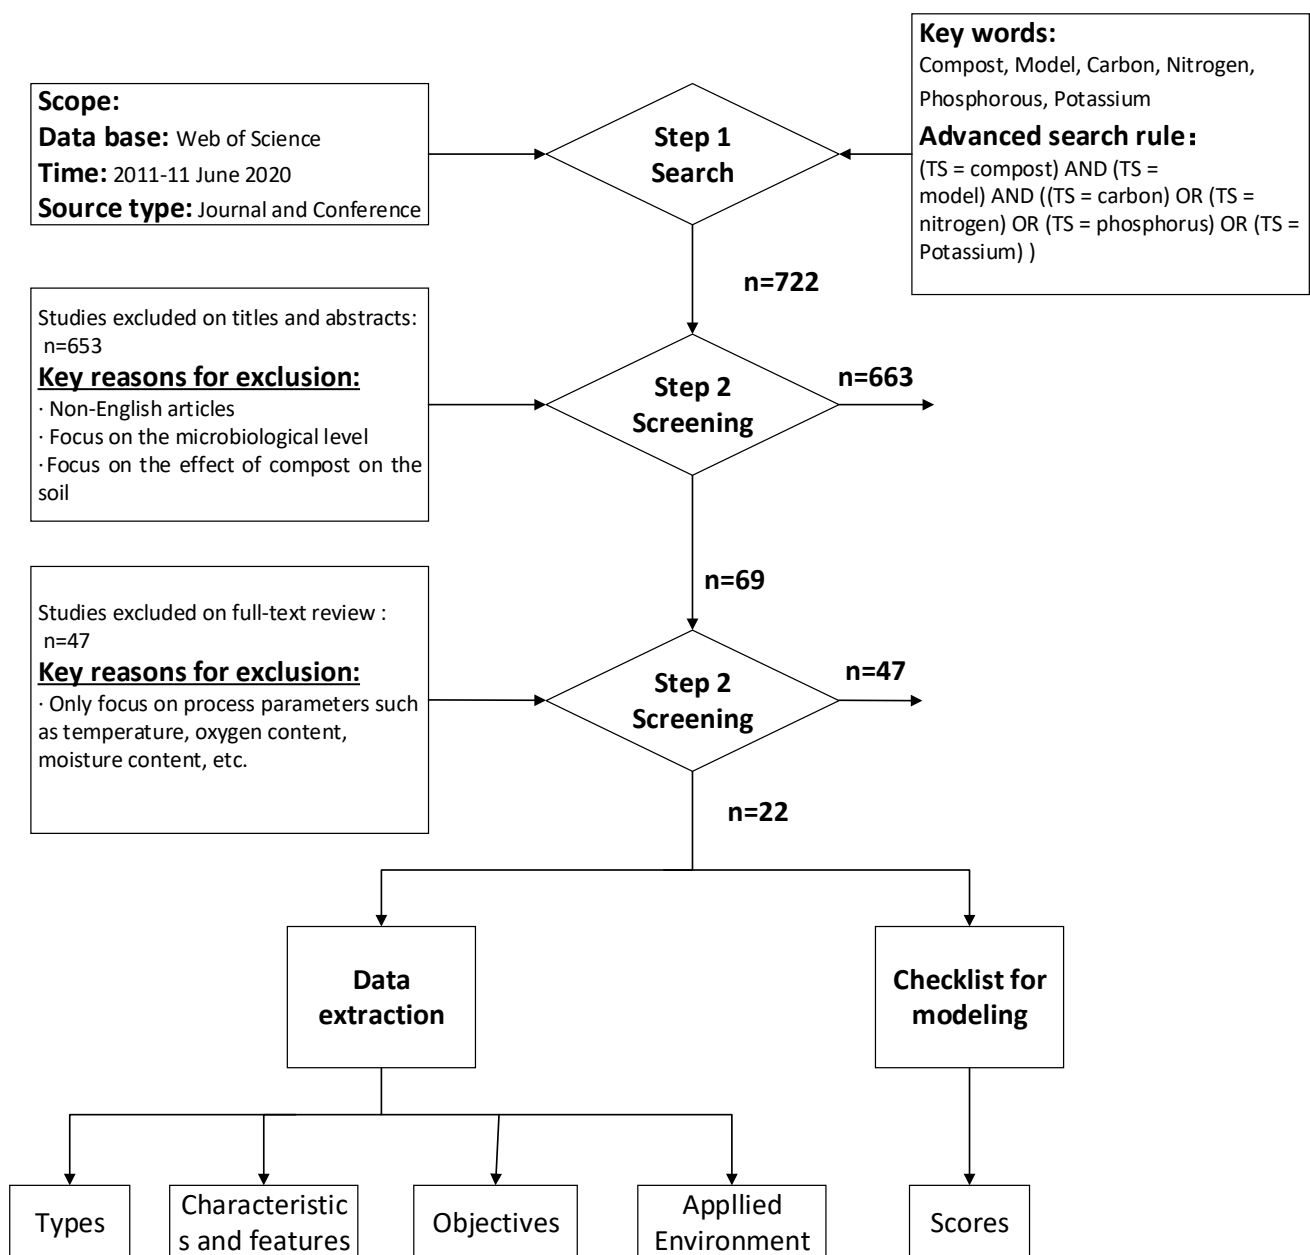 Key words:
Compost, Model, Carbon, Nitrogen,
Phosphorous, Potassium
Advanced search rule：
(TS = compost) AND (TS =
model) AND ((TS = carbon) OR (TS =
nitrogen) OR (TS = phosphorus) OR (TS =
Potassium) )
Scope:
Data base: Web of Science
Time: 2011-11 June 2020
Source type: Journal and Conference
Step 1
Search
n=722
Studies excluded on titles and abstracts:
n=653
Key reasons for exclusion:
· Non-English articles
· Focus on the microbiological level
· Focus on the effect of compost on the
soil
Step 2
Screening
n=663
n=69
Studies excluded on full-text review :
n=47
Key reasons for exclusion:
· Only focus on process parameters such
as temperature, oxygen content,
moisture content, etc.
Step 2
Screening
n=47
n=22
Data
extraction
Checklist for
modeling
Types
Characteristic
s and features
Objectives
Appllied
Environment
Scores